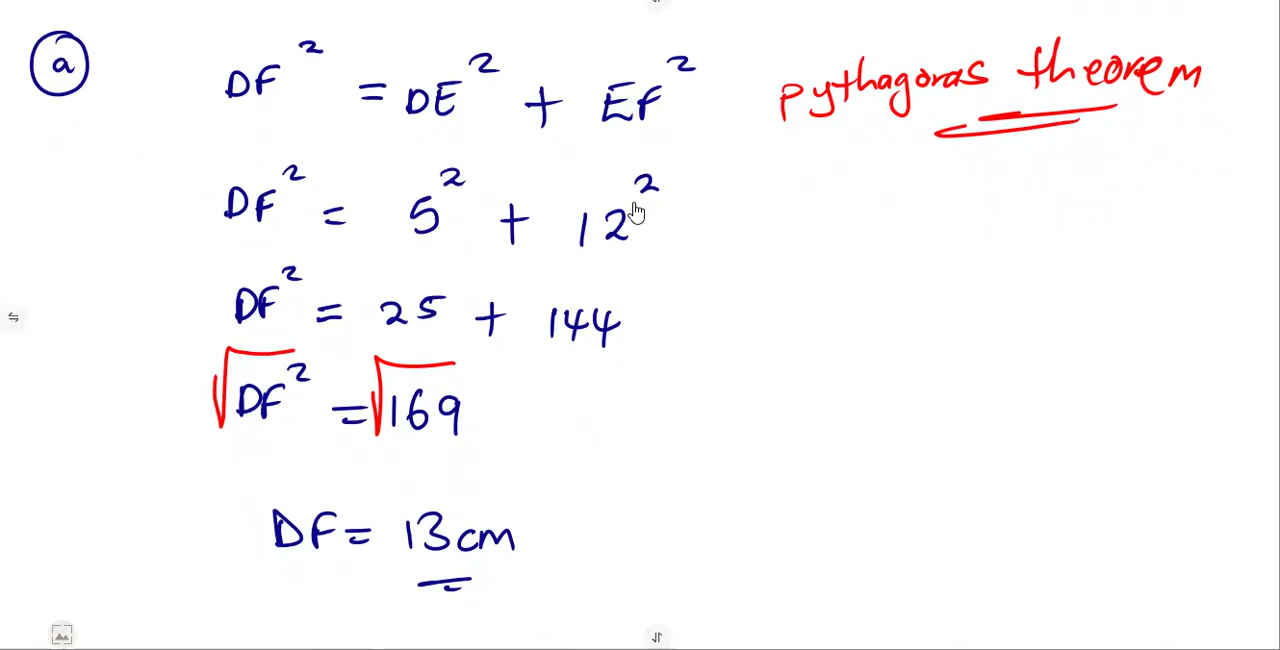 a
DF² = DE² + EF² pythagoras theorem
DF² = 5² + 12²
DF² = 25 + 144
√DF² = √169
DF = 13cm